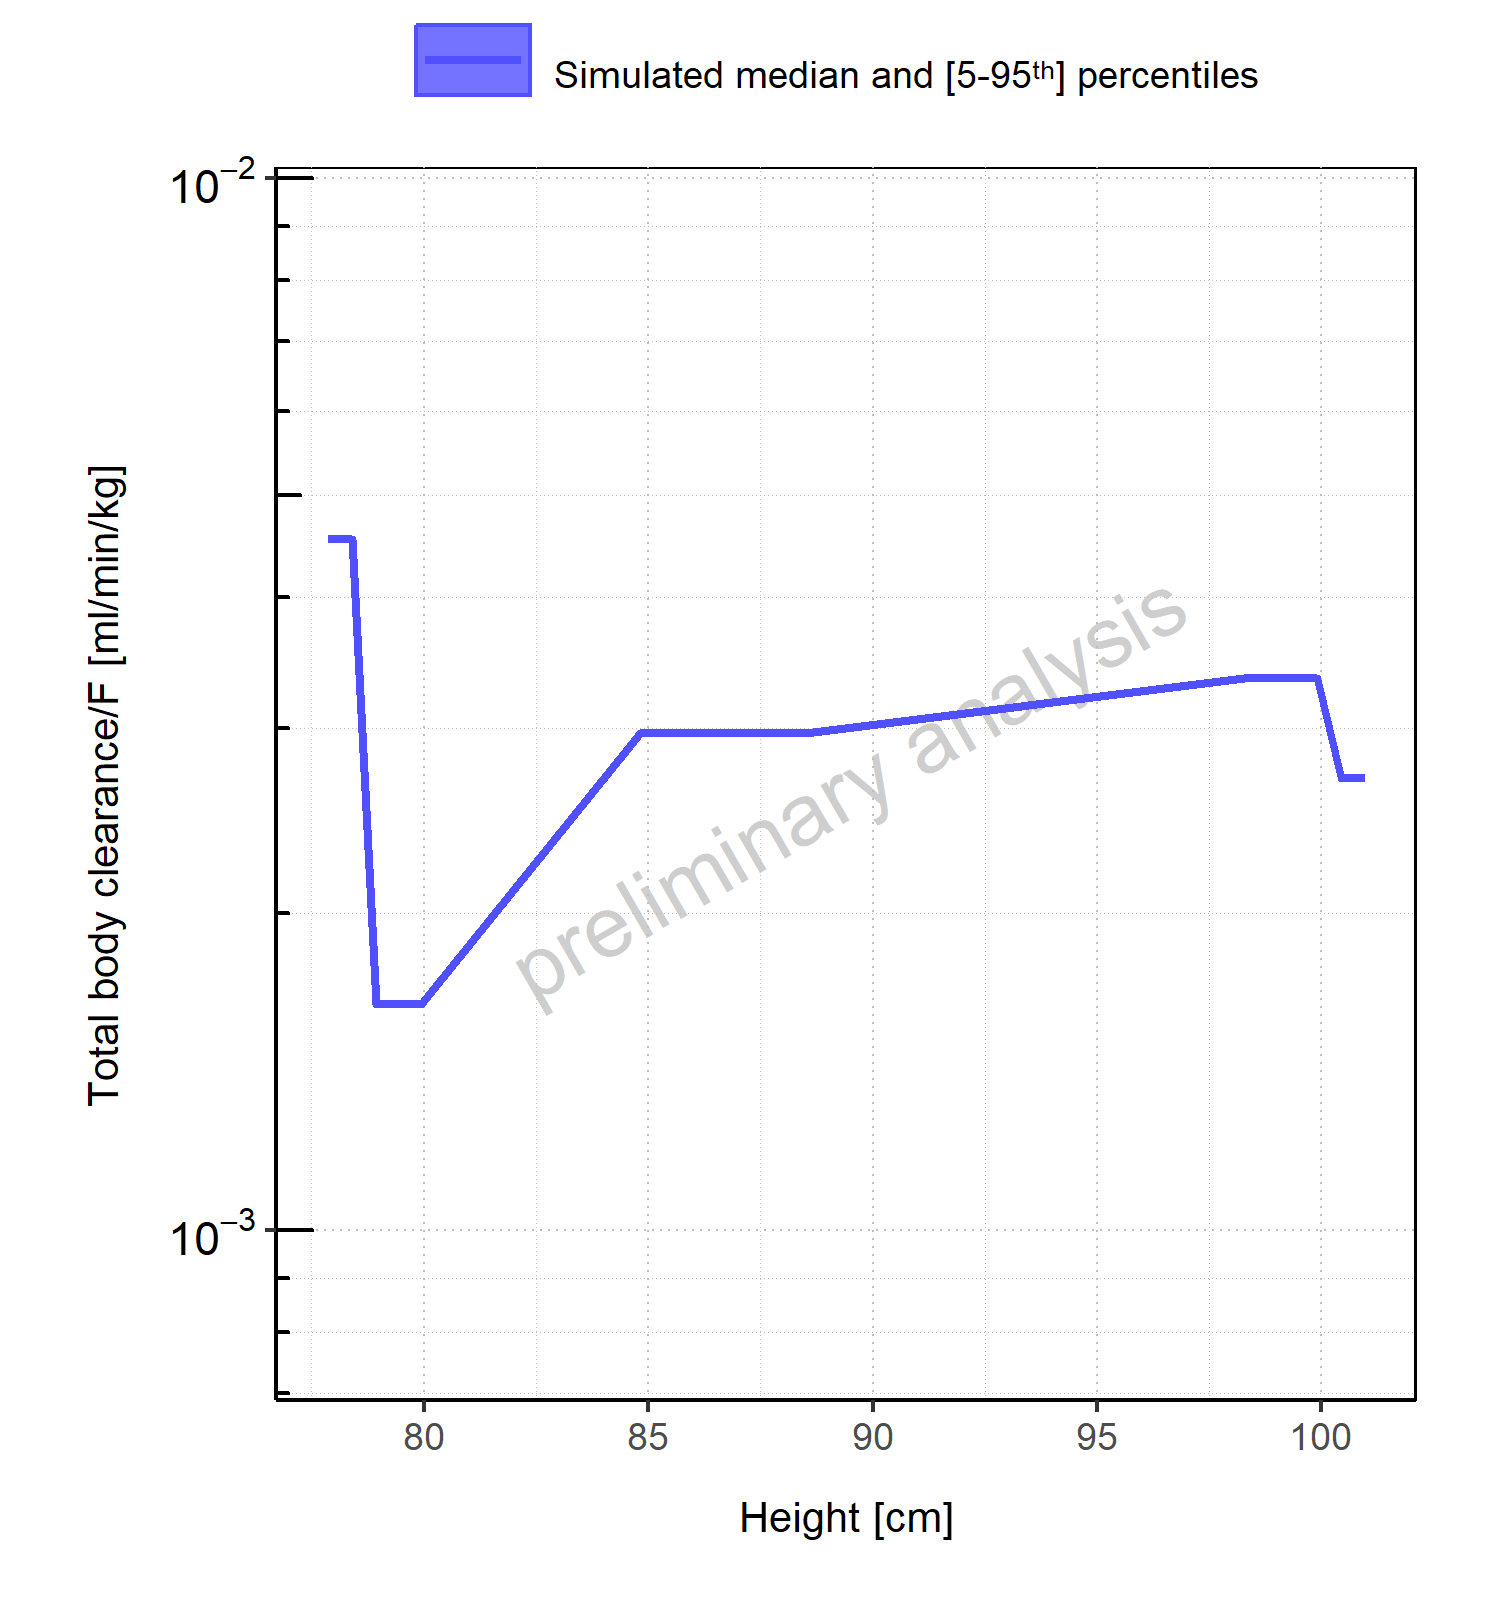 Simulated median and [5-95th] percentiles
10−2
10−3
Total body clearance/F [ml/min/kg]
preliminary analysis
80 85 90 95 100
Height [cm]